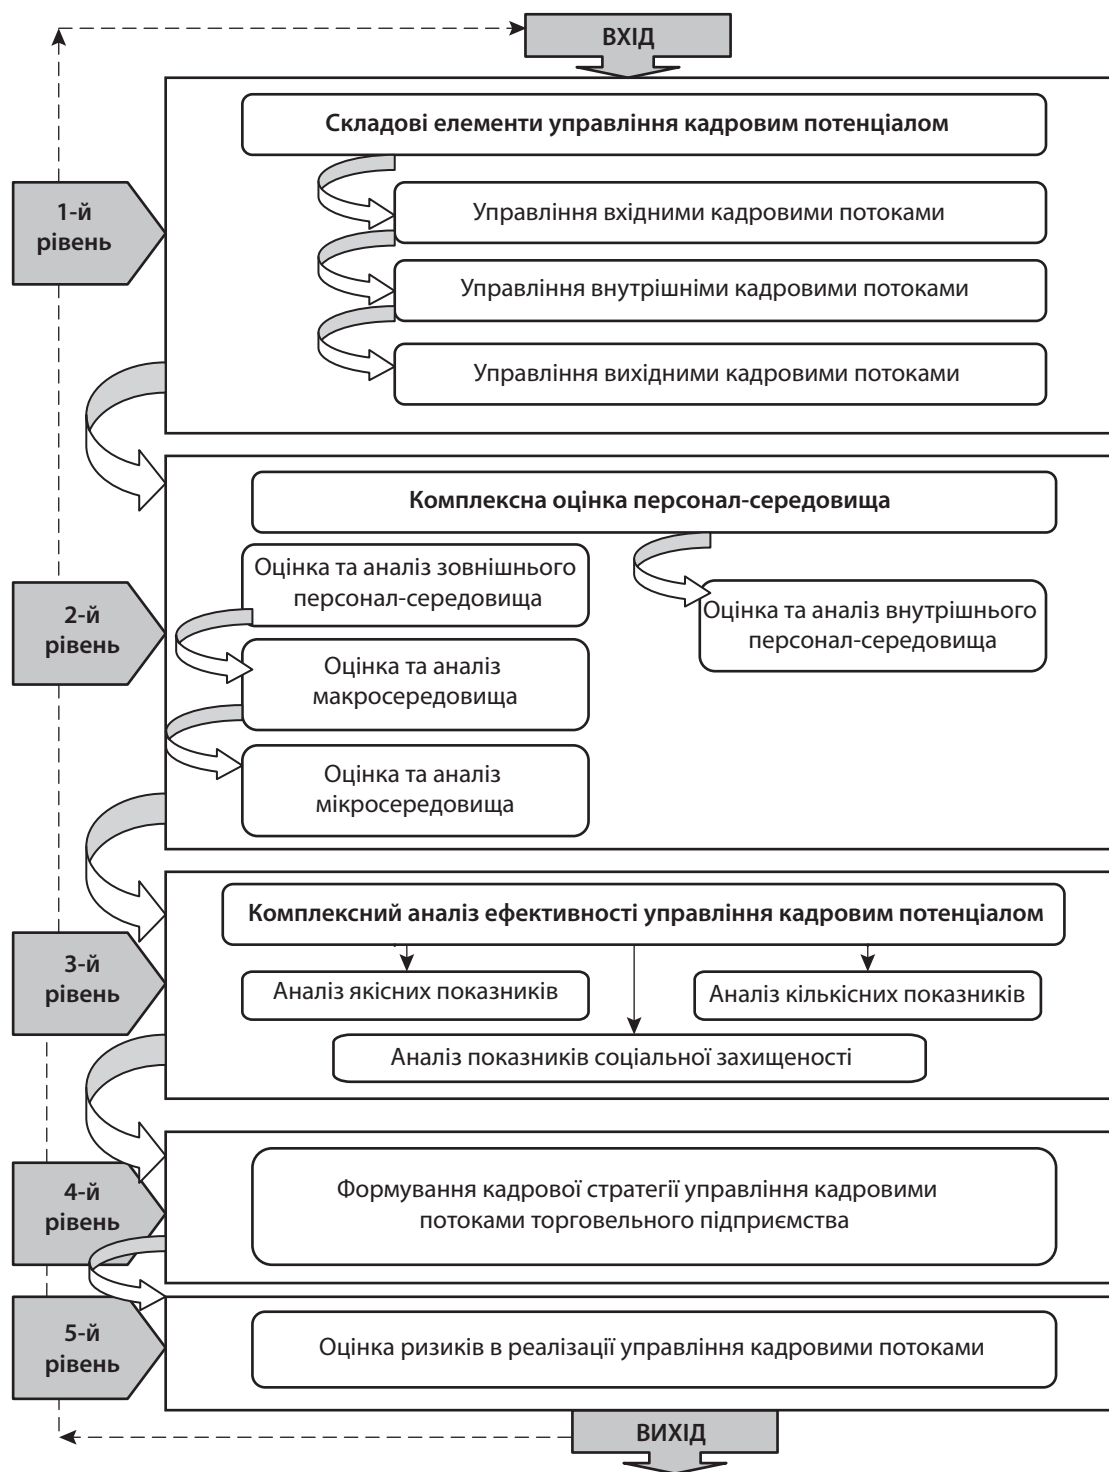 ВХІД
Складові елементи управління кадровим потенціалом
1-й
рівень
Управління вхідними кадровими потоками
Управління внутрішніми кадровими потоками
Управління вихідними кадровими потоками
Комплексна оцінка персонал-середовища
2-й
рівень
Оцінка та аналіз зовнішнього
персонал-середовища
Оцінка та аналіз внутрішнього
персонал-середовища
Оцінка та аналіз
макросередовища
Оцінка та аналіз
мікросередовища
Комплексний аналіз ефективності управління кадровим потенціалом
3-й
рівень
Аналіз якісних показників
Аналіз кількісних показників
Аналіз показників соціальної захищеності
4-й
рівень
Формування кадрової стратегії управління кадровими
потоками торговельного підприємства
5-й
рівень
Оцінка ризиків в реалізації управління кадровими потоками
ВИХІД